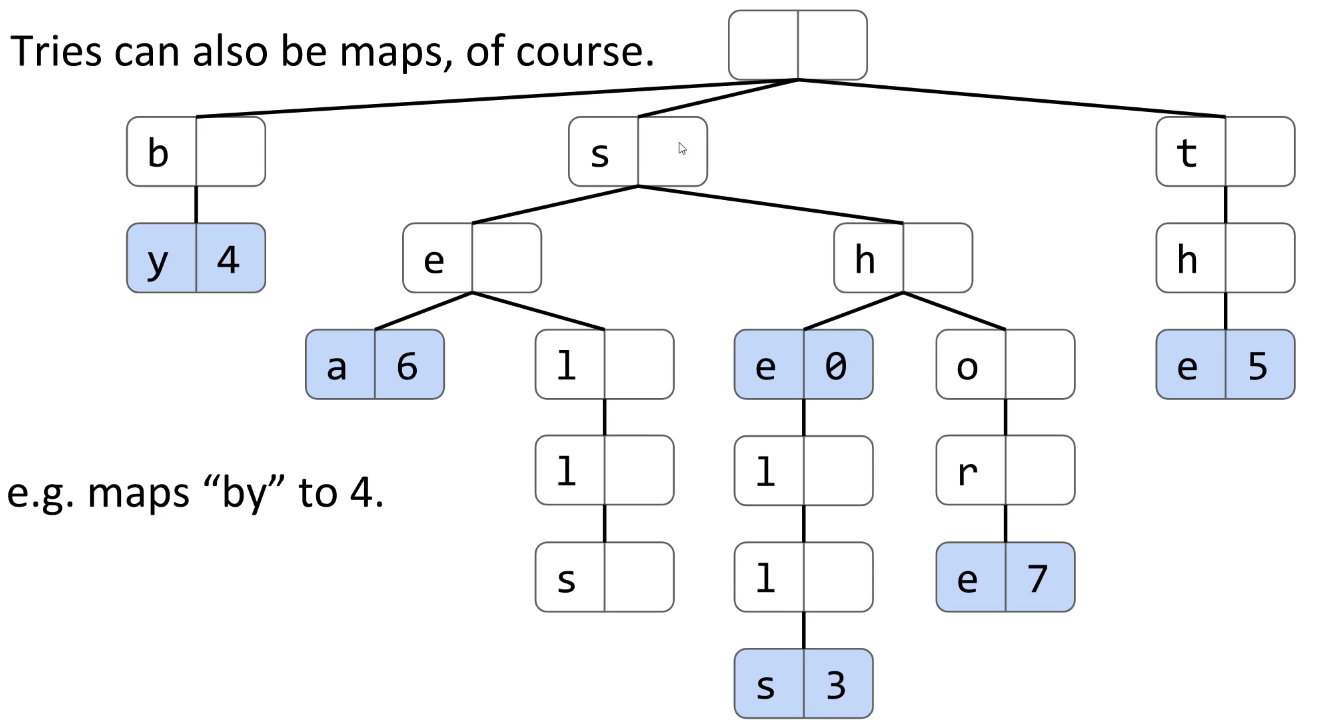 Tries can also be maps, of course.
b s t
y 4 e h h
a 6 l e 0 o e 5
l l r
e.g. maps “by” to 4.
s l e 7
s 3